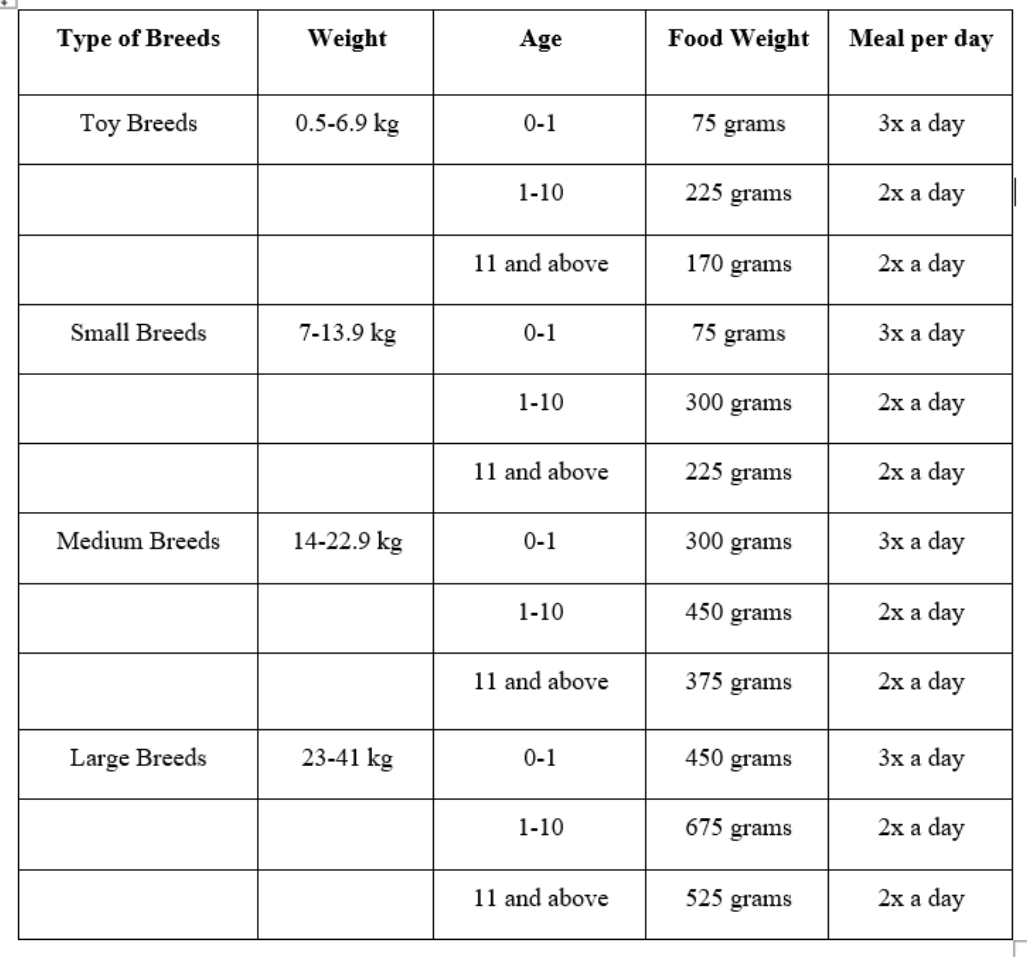 Type of Breeds Weight Age Food Weight Meal per day
Toy Breeds 0.5-6.9 kg 0-1 75 grams 3x a day
1-10 225 grams 2x a day
11 and above 170 grams 2x a day
Small Breeds 7-13.9 kg 0-1 75 grams 3x a day
1-10 300 grams 2x a day
11 and above 225 grams 2x a day
Medium Breeds 14-22.9 kg 0-1 300 grams 3x a day
1-10 450 grams 2x a day
11 and above 375 grams 2x a day
Large Breeds 23-41 kg 0-1 450 grams 3x a day
1-10 675 grams 2x a day
11 and above 525 grams 2x a day